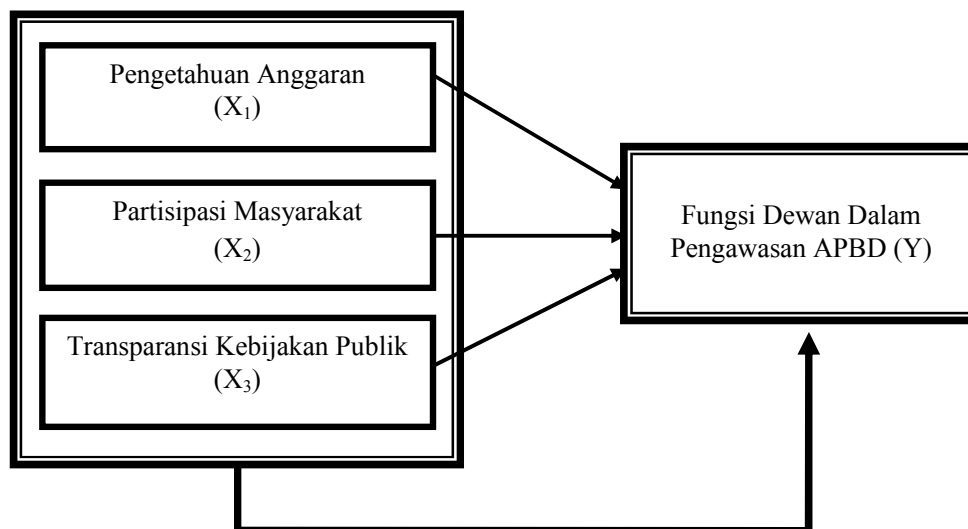 Pengetahuan Anggaran
(X₁)
Partisipasi Masyarakat
(X₂)
Transparansi Kebijakan Publik
(X₃)
Fungsi Dewan Dalam
Pengawasan APBD (Y)